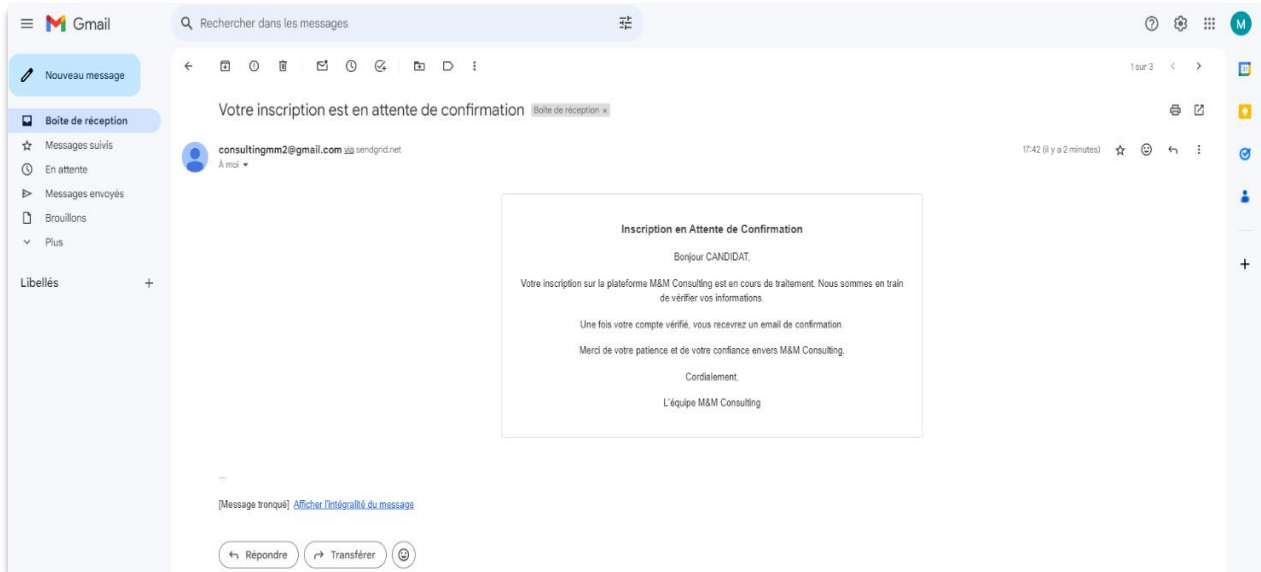 Gmail
Rechercher dans les messages
M
Nouveau message
1 sur 3
Boîte de réception
Messages suivis
En attente
Messages envoyés
Brouillons
Plus
Libellés
Votre inscription est en attente de confirmation Boîte de réception x
consultingmm2@gmail.com via sendgrid.net
17:42 (il y a 2 minutes)
À moi
Inscription en Attente de Confirmation
Bonjour CANDIDAT,
Votre inscription sur la plateforme M&M Consulting est en cours de traitement. Nous sommes en train
de vérifier vos informations.
Une fois votre compte vérifié, vous recevrez un email de confirmation.
Merci de votre patience et de votre confiance envers M&M Consulting.
Cordialement,
L'équipe M&M Consulting
...
[Message tronqué] Afficher l'intégralité du message
Répondre
Transférer